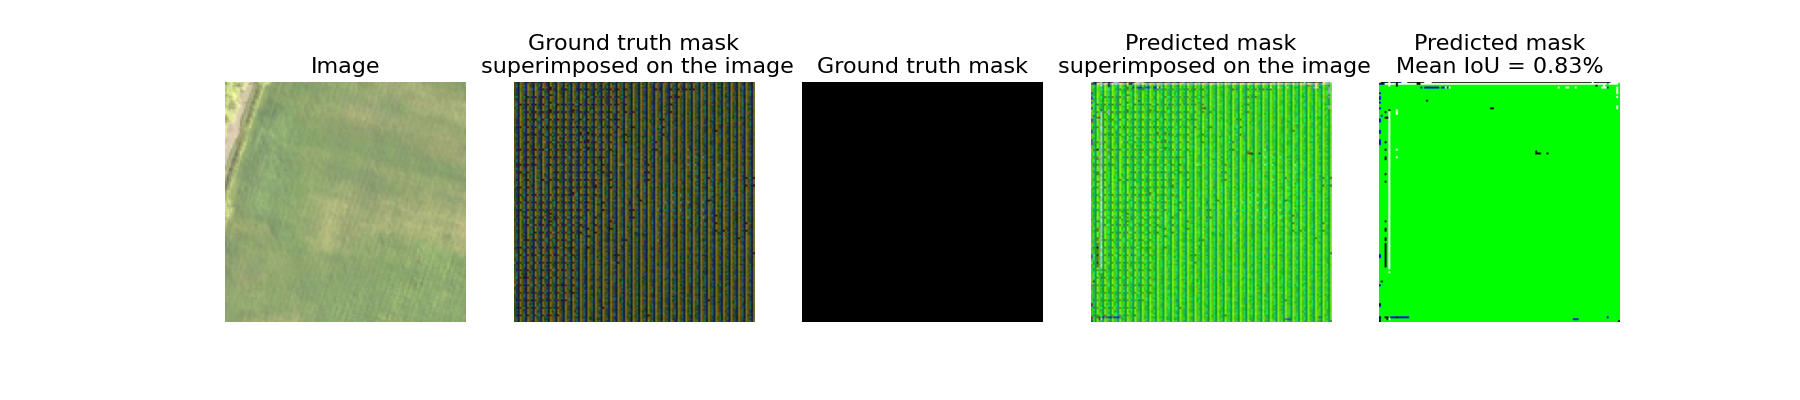 Image
Ground truth mask
superimposed on the image
Ground truth mask
Predicted mask
superimposed on the image
Predicted mask
Mean IoU = 0.83%